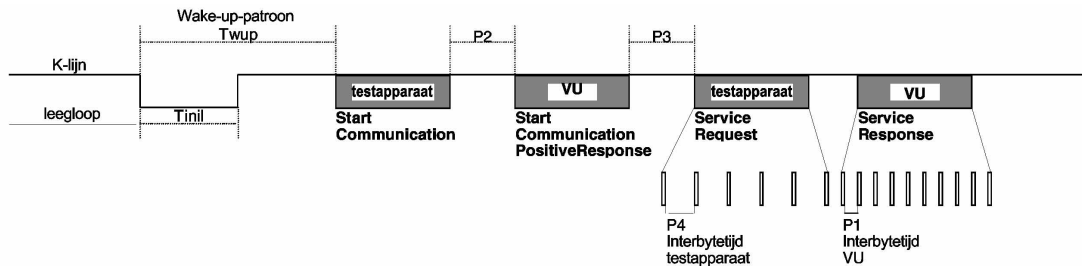 Wake-up-patroon
Twup
P2
P3
K-lijn
testapparaat
VU
testapparaat
VU
leegloop
Tinil
Start
Communication
Start
Communication
PositiveResponse
Service
Request
Service
Response
P4
Interbytetijd
testapparaat
P1
Interbytetijd
VU